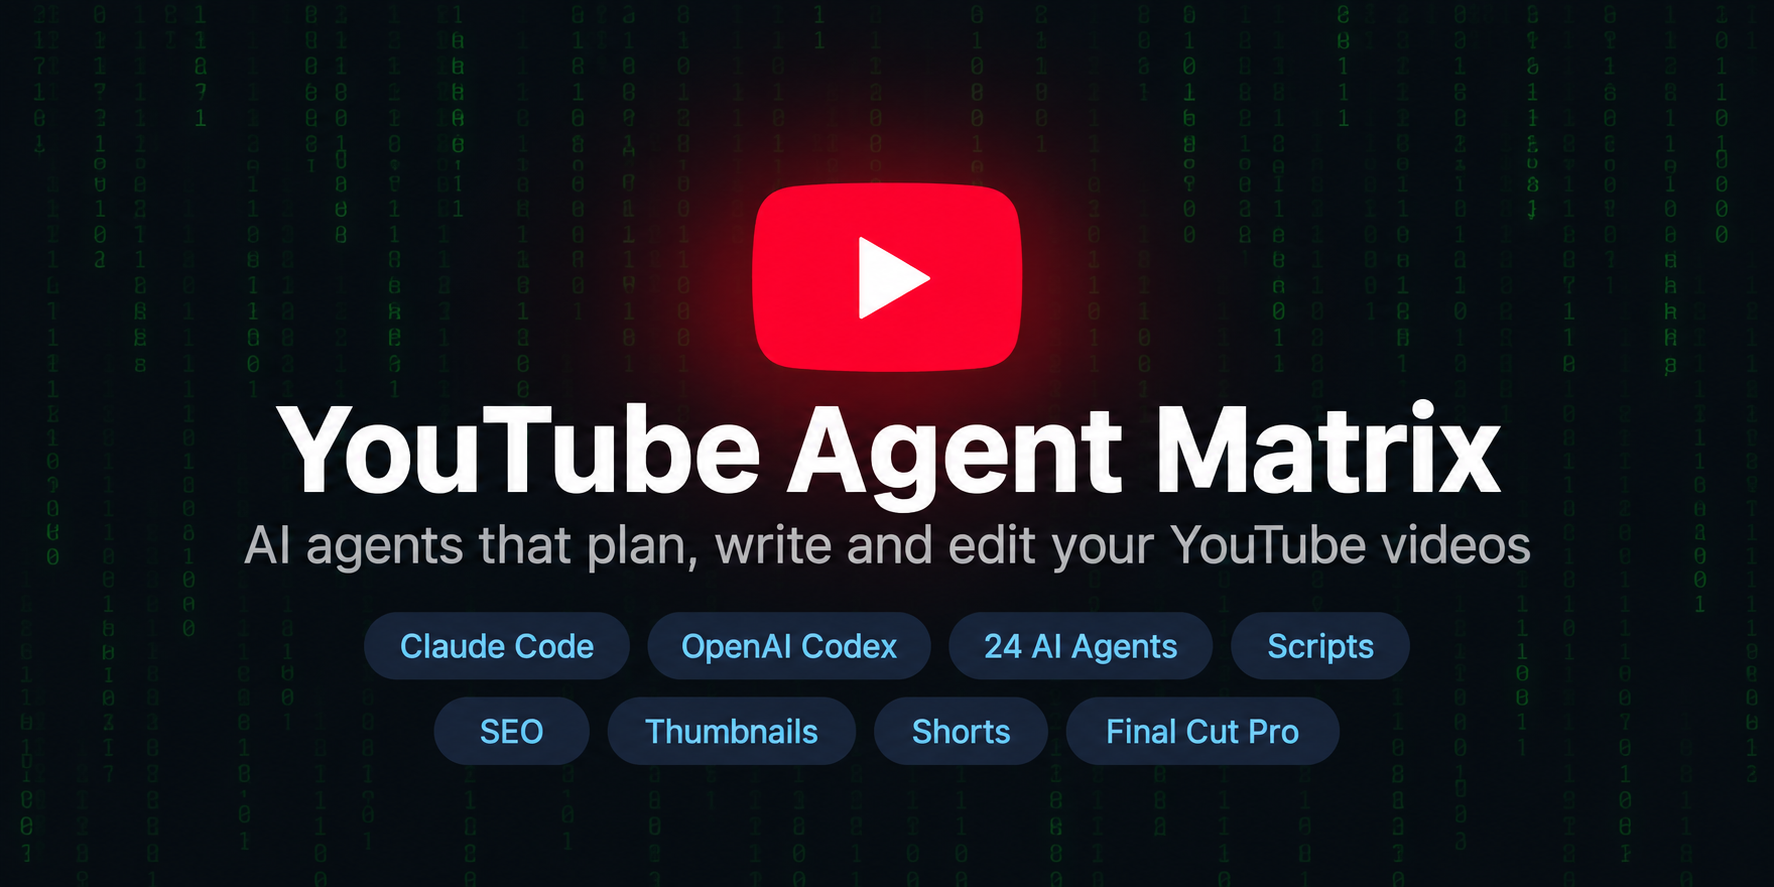 YouTube Agent Matrix
AI agents that plan, write and edit your YouTube videos
Claude Code
OpenAI Codex
24 AI Agents
Scripts
SEO
Thumbnails
Shorts
Final Cut Pro